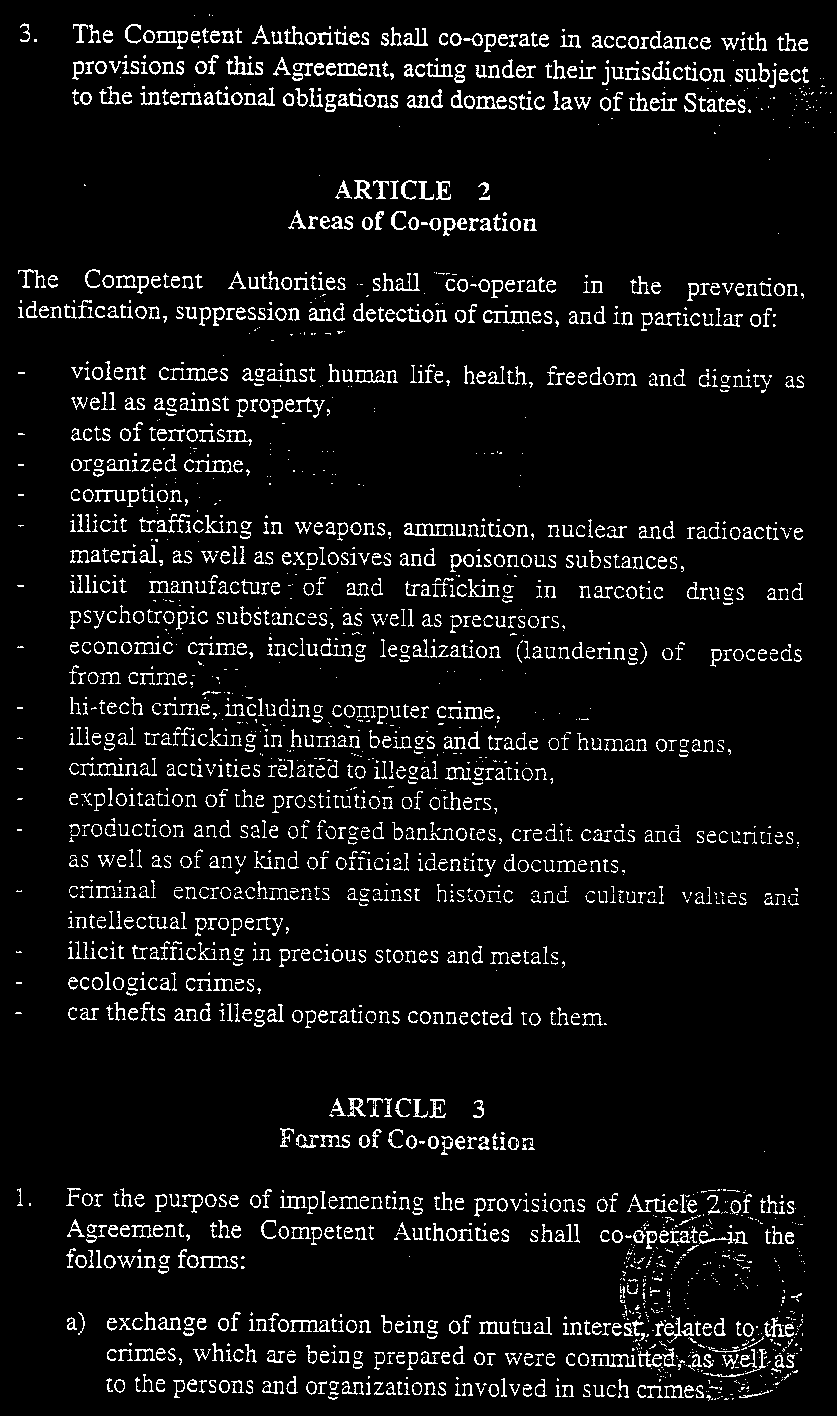 3. The Competent Authorities shall co-operate in accordance with the
provisions of this Agreement, acting under their jurisdiction subject
to the international obligations and domestic law of their States.
ARTICLE 2
Areas of Co-operation
The Competent Authorities shall co-operate in the prevention,
identification, suppression and detection of crimes, and in particular of:
- violent crimes against human life, health, freedom and dignity as
well as against property,
- acts of terrorism,
- organized crime,
- corruption,
- illicit trafficking in weapons, ammunition, nuclear and radioactive
material, as well as explosives and poisonous substances,
- illicit manufacture of and trafficking in narcotic drugs and
psychotropic substances, as well as precursors,
- economic crime, including legalization (laundering) of proceeds
from crime,
- hi-tech crime, including computer crime,
- illegal trafficking in human beings and trade of human organs,
- criminal activities related to illegal migration,
- exploitation of the prostitution of others,
- production and sale of forged banknotes, credit cards and securities,
as well as of any kind of official identity documents,
- criminal encroachments against historic and cultural values and
intellectual property,
- illicit trafficking in precious stones and metals,
- ecological crimes,
- car thefts and illegal operations connected to them.
ARTICLE 3
Forms of Co-operation
1. For the purpose of implementing the provisions of Article 2 of this
Agreement, the Competent Authorities shall co-operate in the
following forms:
a) exchange of information being of mutual interest, related to the
crimes, which are being prepared or were committed, as well as
to the persons and organizations involved in such crimes,